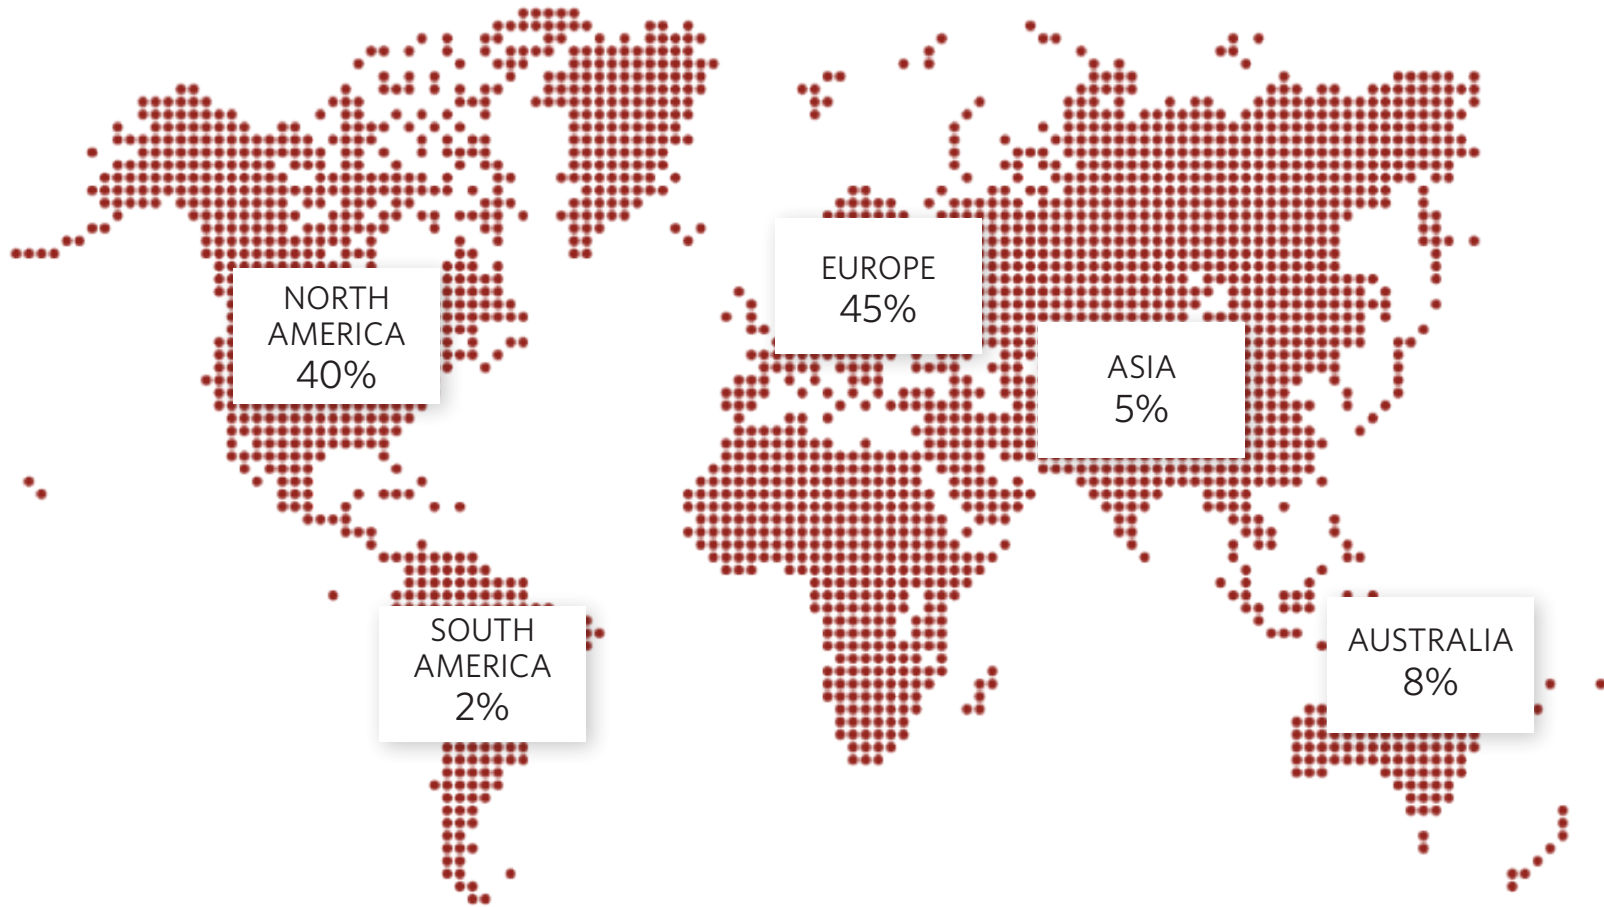 NORTH
AMERICA
40%
EUROPE
45%
ASIA
5%
SOUTH
AMERICA
2%
AUSTRALIA
8%